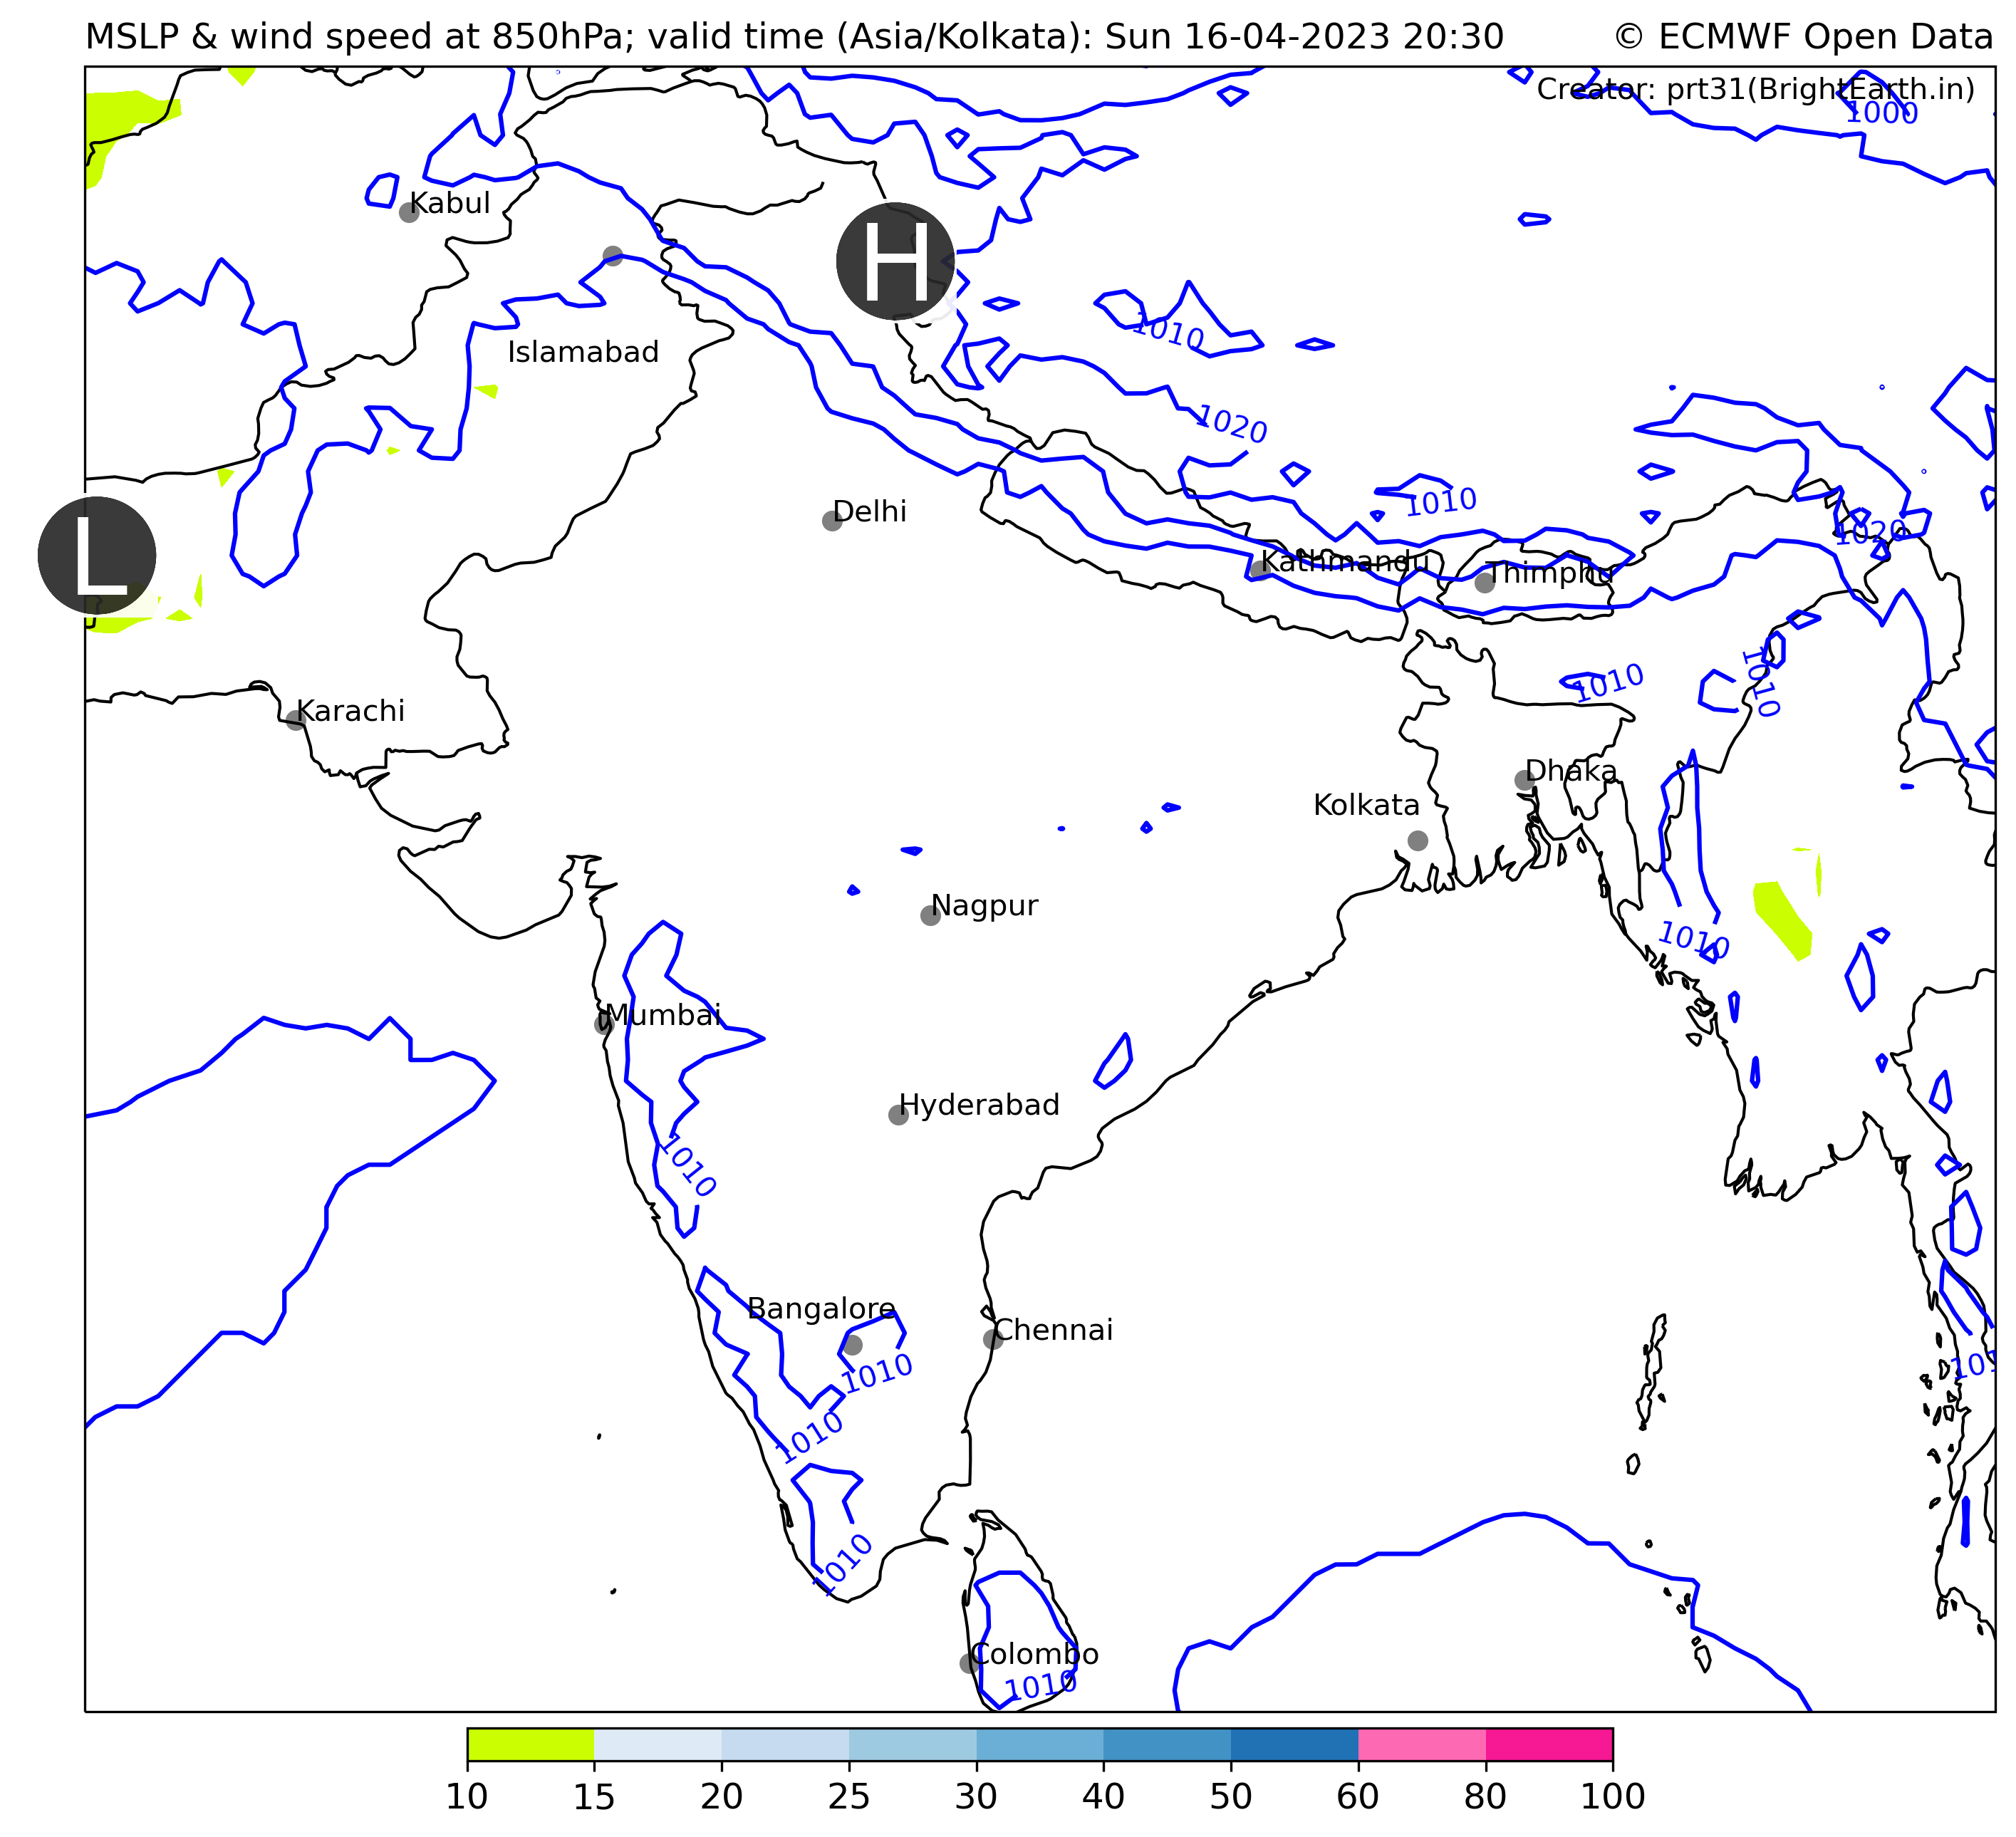 MSLP & wind speed at 850hPa; valid time (Asia/Kolkata): Sun 16-04-2023 20:30
© ECMWF Open Data
Creator: prt31(BrightEarth.in)
1000
Kabul
H
1010
Islamabad
1020
1010
Delhi
1020
L
Kathmandu
Thimphu
1010
1010
Karachi
Dhaka
Kolkata
Nagpur
1010
Mumbai
Hyderabad
1010
Bangalore
Chennai
1010
101
1010
1010
Colombo
1010
10 15 20 25 30 40 50 60 80 100